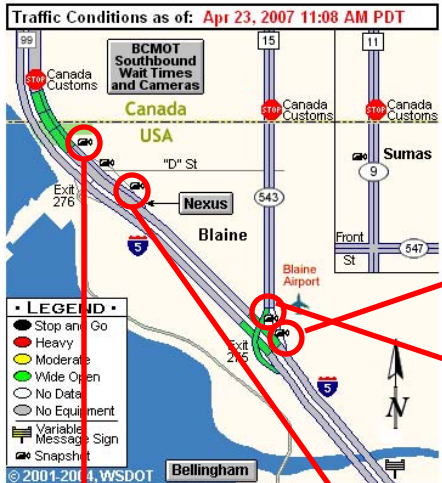 Traffic Conditions as of: Apr 23, 2007 11:08 AM PDT
99
BCMOT
Southbound
Wait Times
and Cameras
15
11
STOP
Canada
Customs
STOP
Canada
Customs
STOP
Canada
Customs
Canada
USA
"D" St
Sumas
9
Exit
276
Nexus
543
Front
St
547
5
Blaine
Blaine
Airport
Exit
275
5
N
• LEGEND •
Stop and Go
Heavy
Moderate
Wide Open
No Data
No Equipment
Variable
Message Sign
Snapshot
© 2001-2004, WSDOT
Bellingham